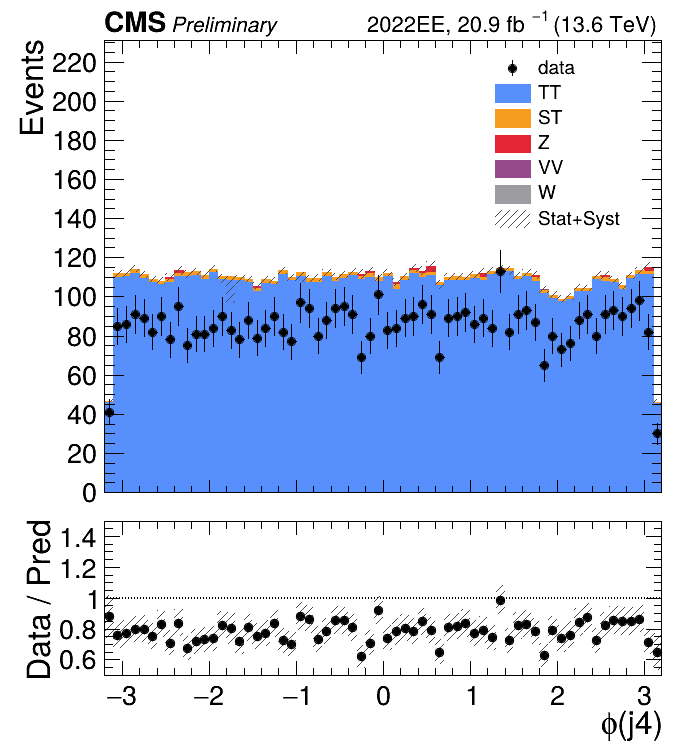 CMS Preliminary 2022EE, 20.9 fb⁻¹ (13.6 TeV)
Events
220
200
180
160
140
120
100
80
60
40
20
0
data
TT
ST
Z
VV
W
Stat+Syst
Data / Pred
1.4
1.2
1
0.8
0.6
−3 −2 −1 0 1 2 3
ϕ(j4)